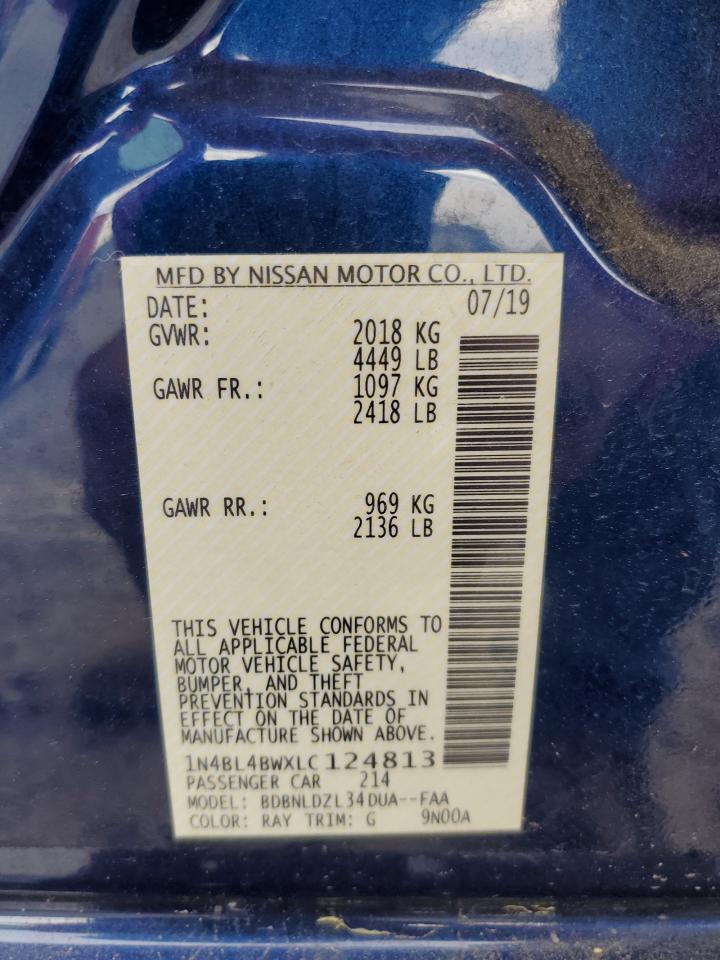 MFD BY NISSAN MOTOR CO., LTD.
DATE: 07/19
GVWR: 2018 KG
4449 LB
GAWR FR.: 1097 KG
2418 LB
GAWR RR.: 969 KG
2136 LB
THIS VEHICLE CONFORMS TO
ALL APPLICABLE FEDERAL
MOTOR VEHICLE SAFETY,
BUMPER, AND THEFT
PREVENTION STANDARDS IN
EFFECT ON THE DATE OF
MANUFACTURE SHOWN ABOVE.
1N4BL4BWXLC124813
PASSENGER CAR 214
MODEL: BDBNLDZL34DUA--FAA
COLOR: RAY TRIM: G 9N00A